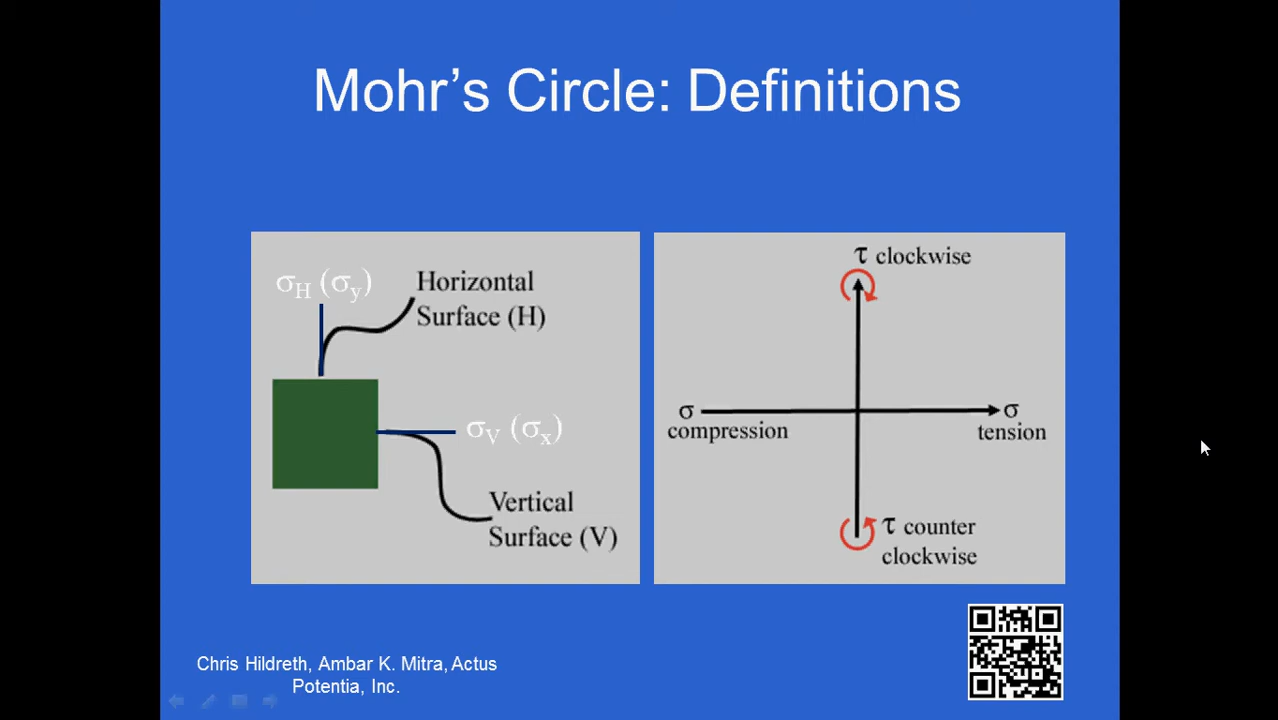 Mohr’s Circle: Definitions
σH (σy)
Horizontal
Surface (H)
σV (σx)
Vertical
Surface (V)
τ clockwise
σ
compression
σ
tension
τ counter
clockwise
Chris Hildreth, Ambar K. Mitra, Actus
Potentia, Inc.